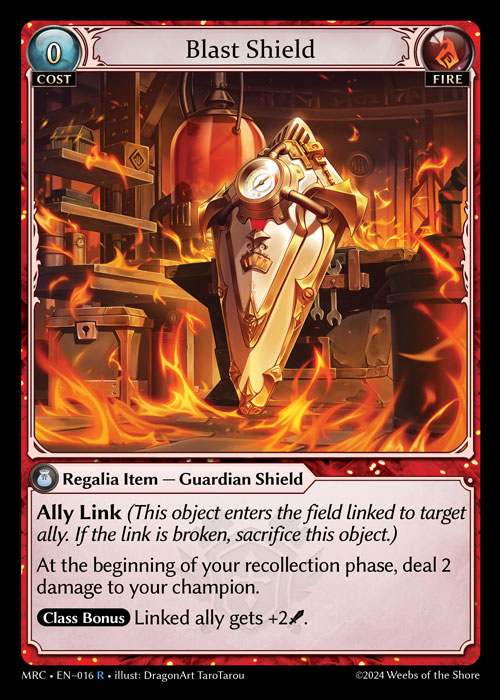 0
COST
Blast Shield
FIRE
Regalia Item — Guardian Shield
Ally Link (This object enters the field linked to target
ally. If the link is broken, sacrifice this object.)
At the beginning of your recollection phase, deal 2
damage to your champion.
Class Bonus Linked ally gets +2.
MRC • EN–016 R • illust: DragonArt TaroTarou
©2024 Weebs of the Shore